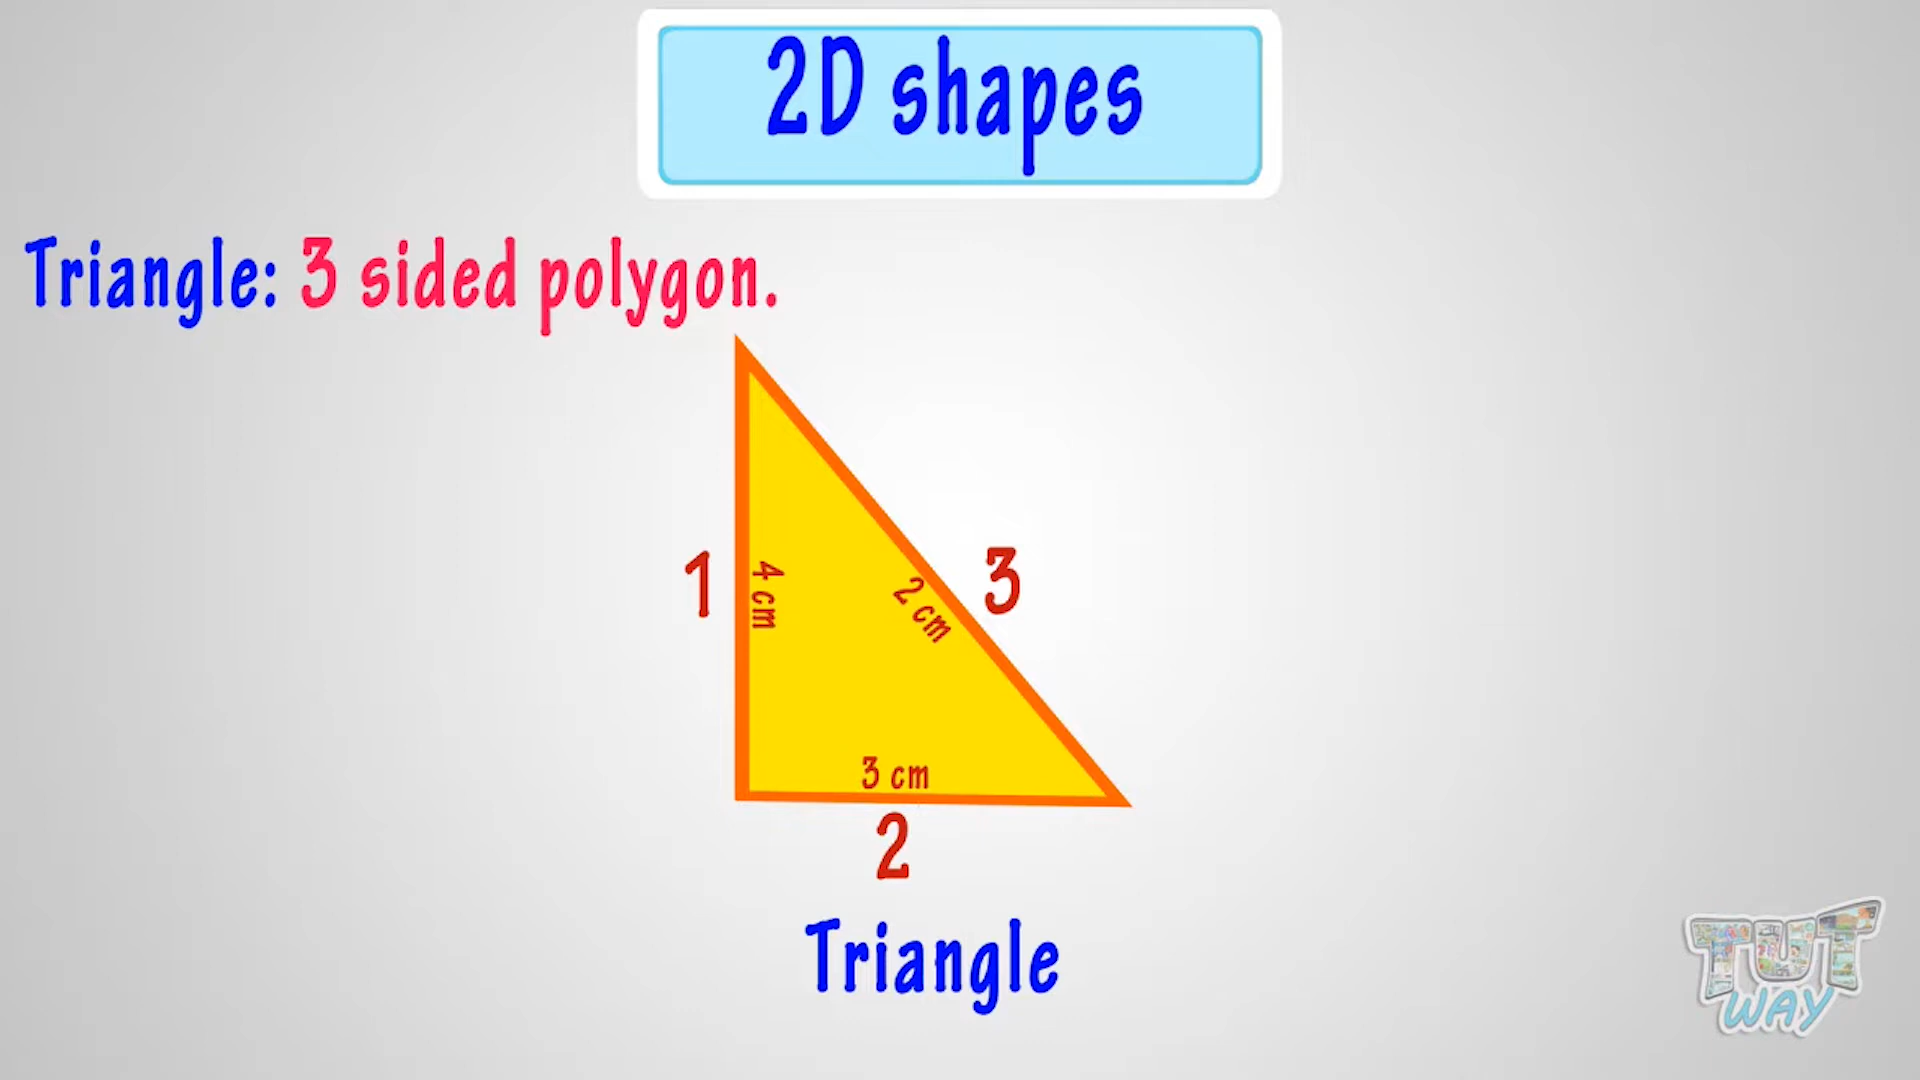 2D shapes
Triangle: 3 sided polygon.
1
4 cm
2 cm
3
3 cm
2
Triangle
TUT
WAY